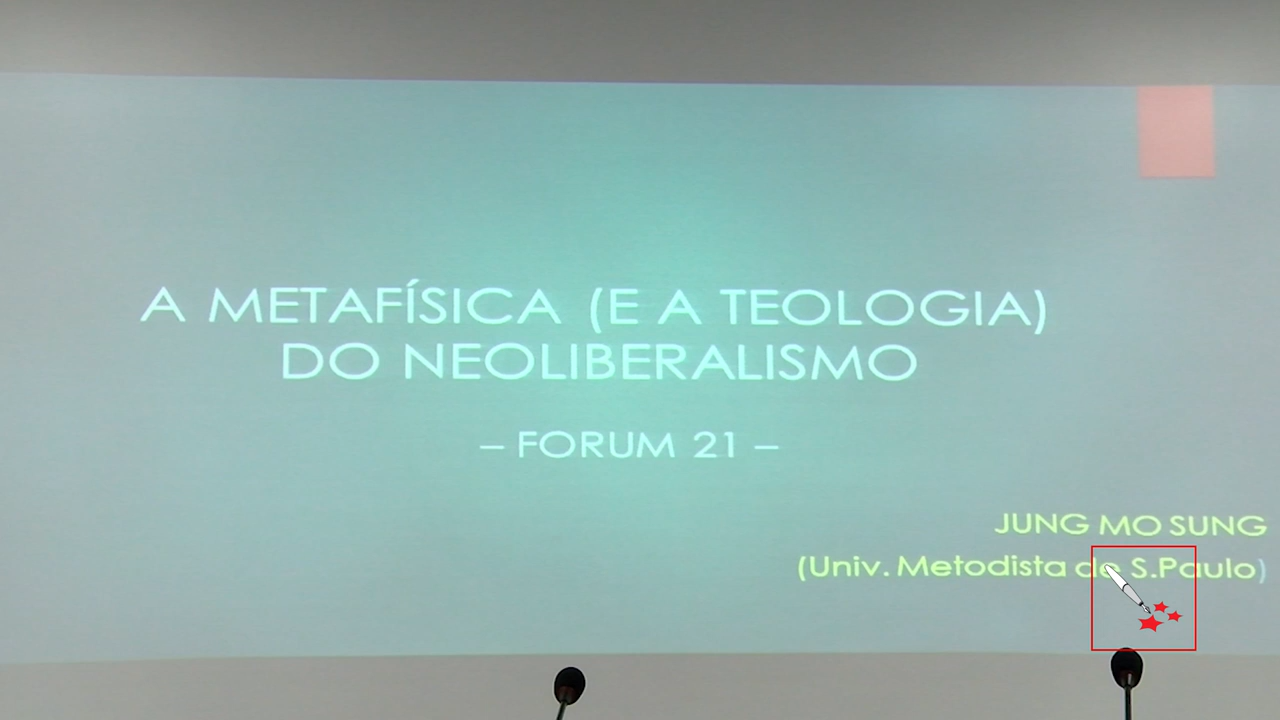 A METAFÍSICA (E A TEOLOGIA)
DO NEOLIBERALISMO
– FORUM 21 –
JUNG MO SUNG
(Univ. Metodista de S.Paulo)